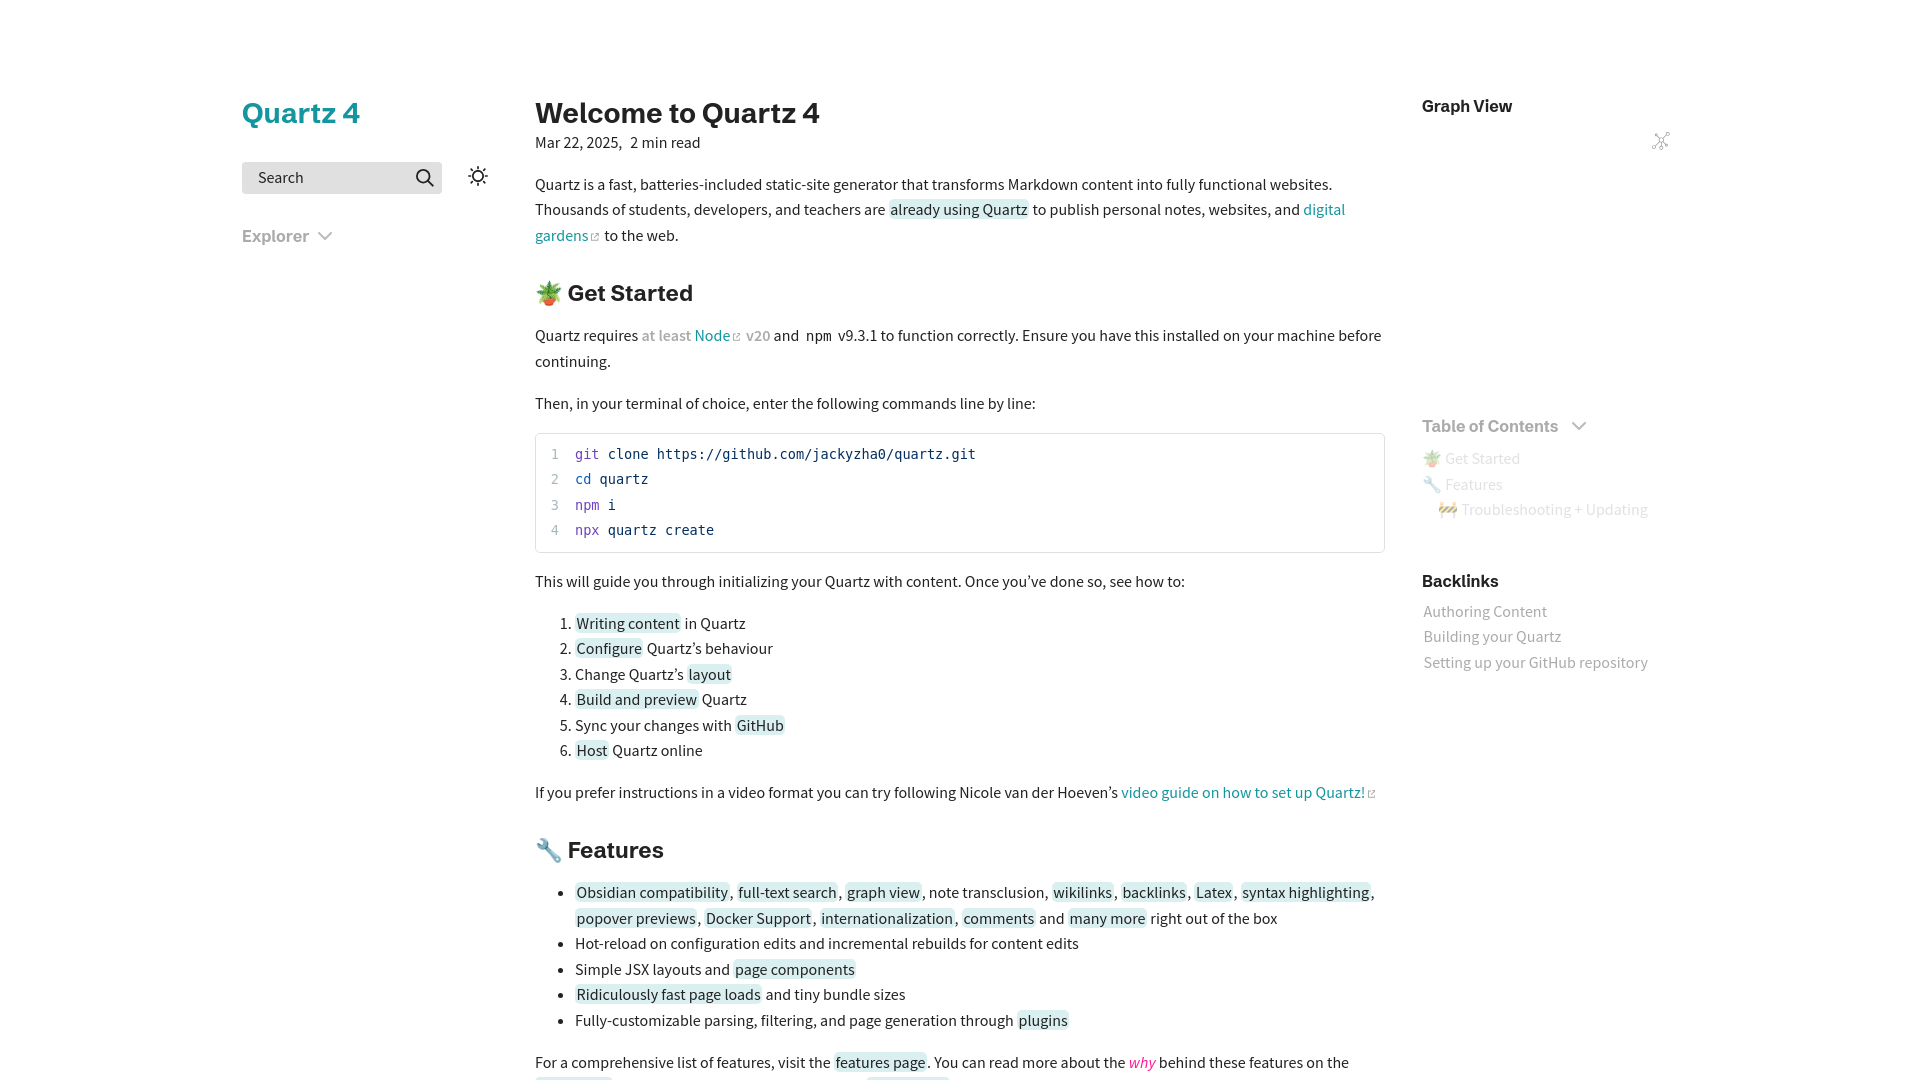 Quartz 4
Search
Explorer
Welcome to Quartz 4
Mar 22, 2025, 2 min read
Quartz is a fast, batteries-included static-site generator that transforms Markdown content into fully functional websites.
Thousands of students, developers, and teachers are already using Quartz to publish personal notes, websites, and digital
gardens to the web.
🪴 Get Started
Quartz requires at least Node v20 and npm v9.3.1 to function correctly. Ensure you have this installed on your machine before
continuing.
Then, in your terminal of choice, enter the following commands line by line:
1 git clone https://github.com/jackyzha0/quartz.git
2 cd quartz
3 npm i
4 npx quartz create
This will guide you through initializing your Quartz with content. Once you’ve done so, see how to:
1. Writing content in Quartz
2. Configure Quartz’s behaviour
3. Change Quartz’s layout
4. Build and preview Quartz
5. Sync your changes with GitHub
6. Host Quartz online
If you prefer instructions in a video format you can try following Nicole van der Hoeven’s video guide on how to set up Quartz!
🔧 Features
• Obsidian compatibility, full-text search, graph view, note transclusion, wikilinks, backlinks, Latex, syntax highlighting,
popover previews, Docker Support, internationalization, comments and many more right out of the box
• Hot-reload on configuration edits and incremental rebuilds for content edits
• Simple JSX layouts and page components
• Ridiculously fast page loads and tiny bundle sizes
• Fully-customizable parsing, filtering, and page generation through plugins
For a comprehensive list of features, visit the features page. You can read more about the why behind these features on the
Graph View
Table of Contents
🪴 Get Started
🔧 Features
🚧 Troubleshooting + Updating
Backlinks
Authoring Content
Building your Quartz
Setting up your GitHub repository